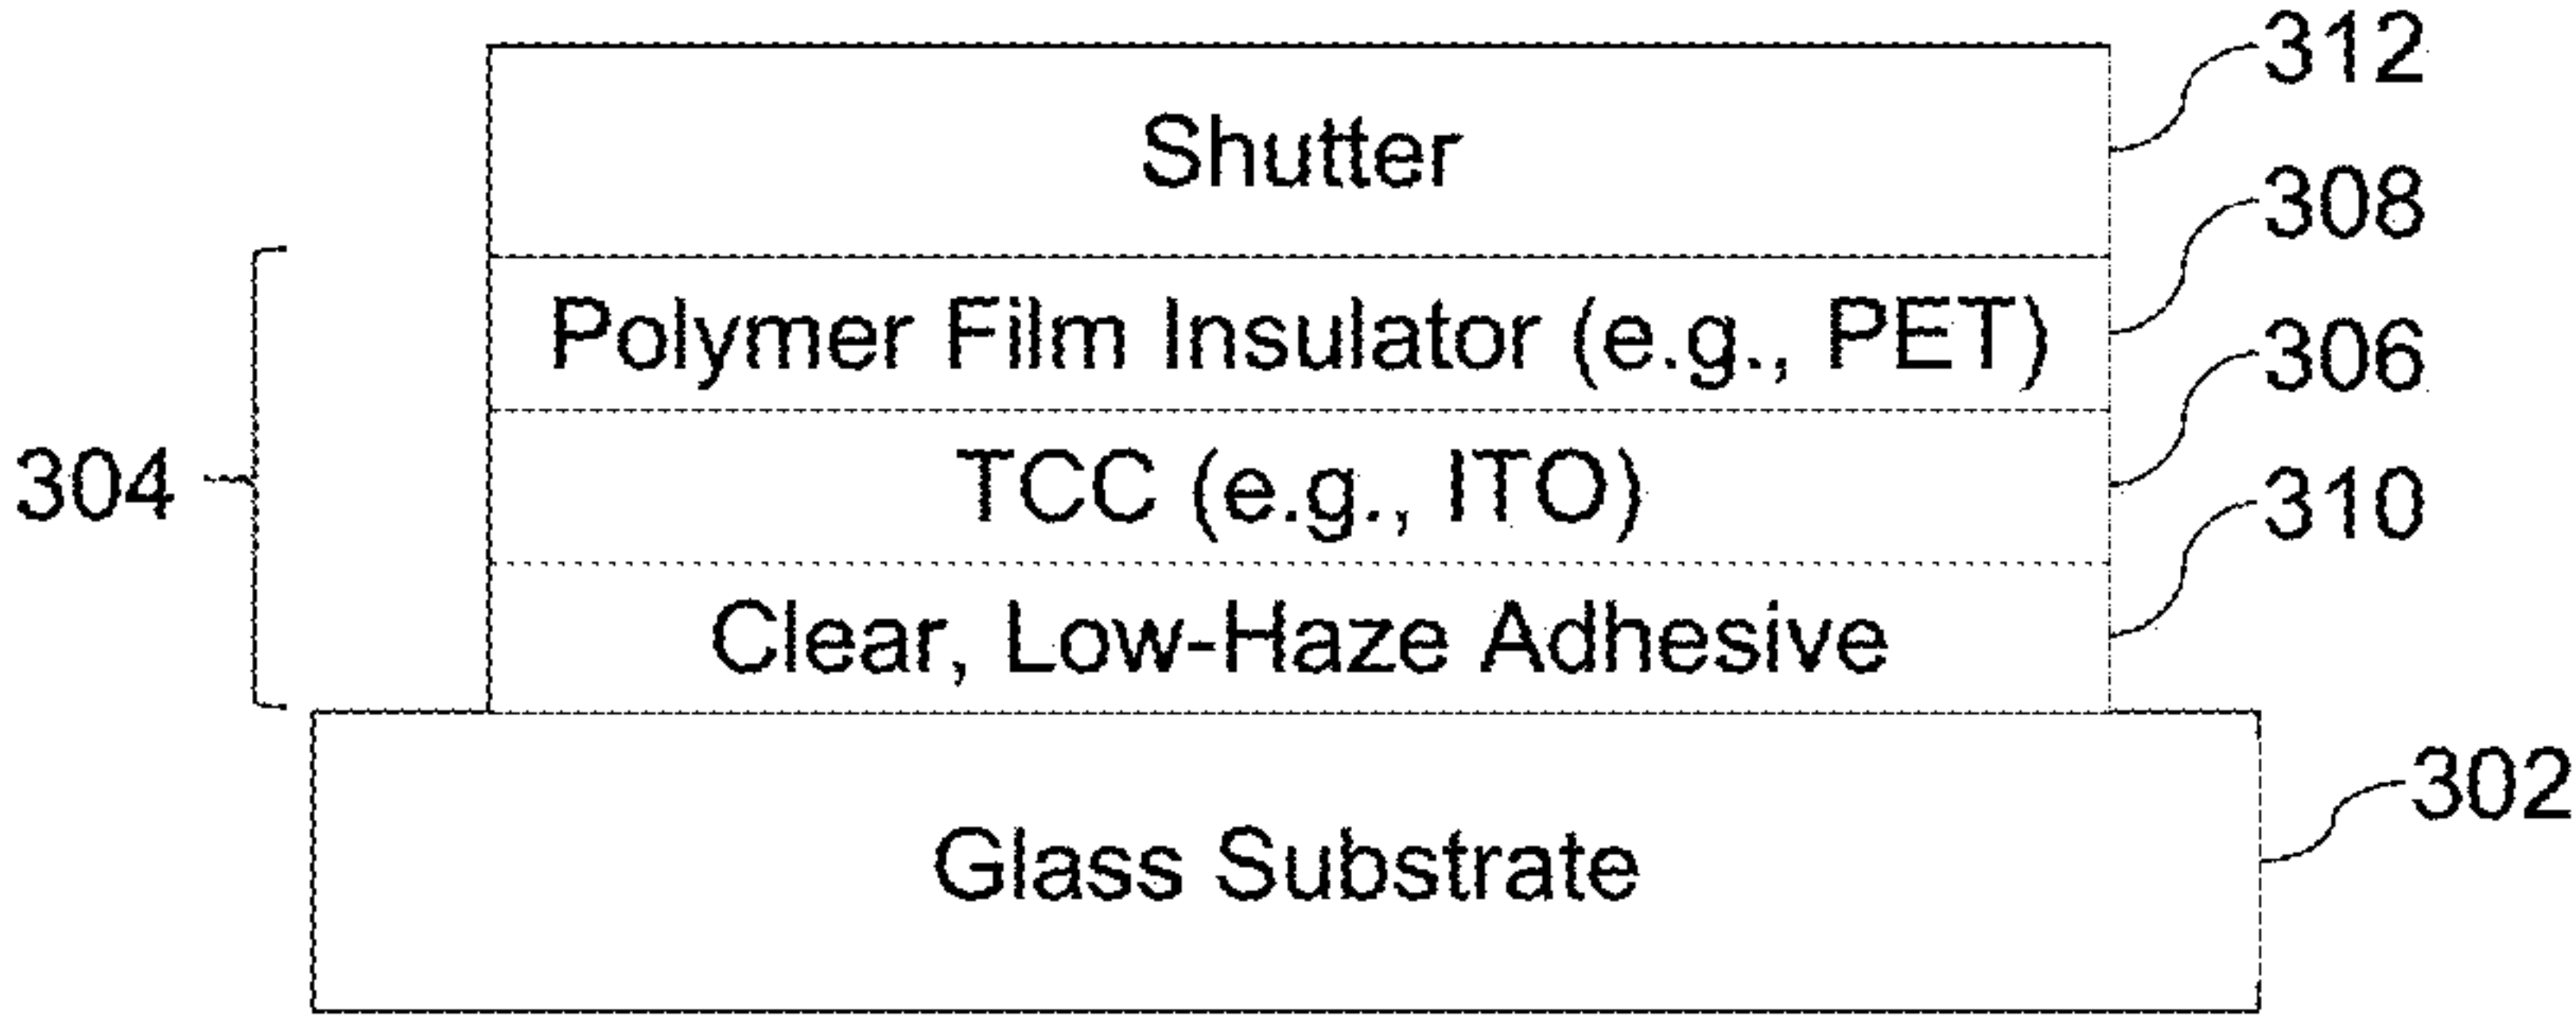 312
Shutter
308
Polymer Film Insulator (e.g., PET)
306
304
TCC (e.g., ITO)
310
Clear, Low-Haze Adhesive
302
Glass Substrate